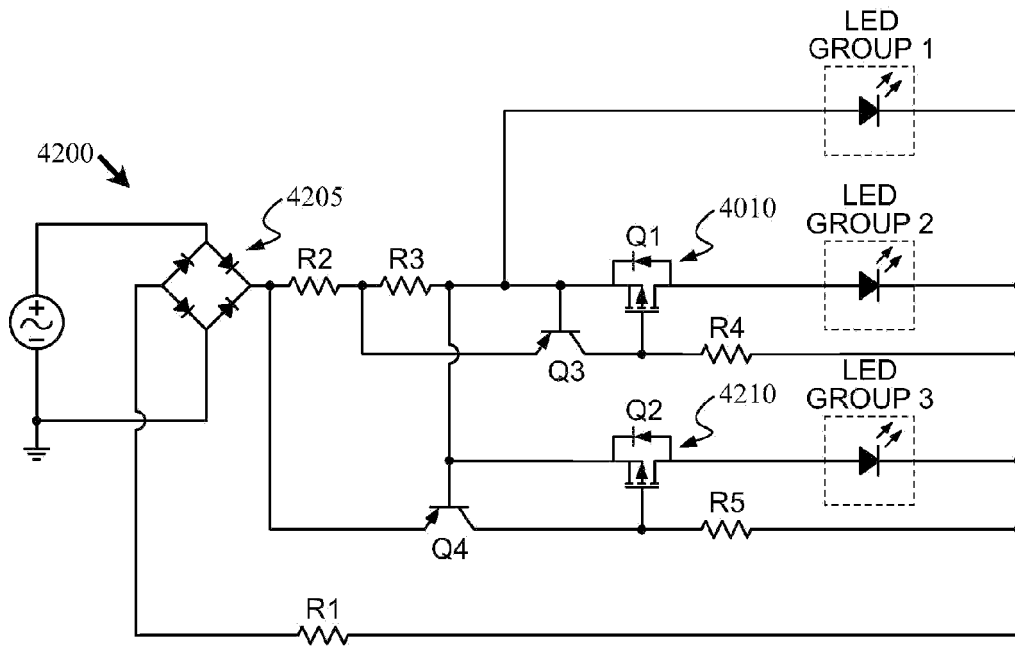 LED
GROUP 1
4200
4205
4010
LED
GROUP 2
Q1
R2
R3
R4
Q3
4210
LED
GROUP 3
Q2
R5
Q4
R1